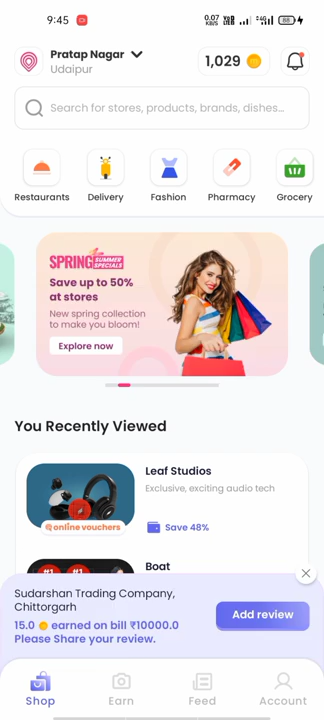 9:45
0.07 KB/S
88
Pratap Nagar
Udaipur
1,029
Search for stores, products, brands, dishes...
Restaurants
Delivery
Fashion
Pharmacy
Grocery
SPRING SUMMER SPECIALS
Save up to 50%
at stores
New spring collection
to make you bloom!
Explore now
You Recently Viewed
Leaf Studios
Exclusive, exciting audio tech
online vouchers
Save 48%
Boat
#1 #1
Sudarshan Trading Company,
Chittorgarh
15.0 earned on bill ₹10000.0
Please Share your review.
Add review
Shop
Earn
Feed
Account